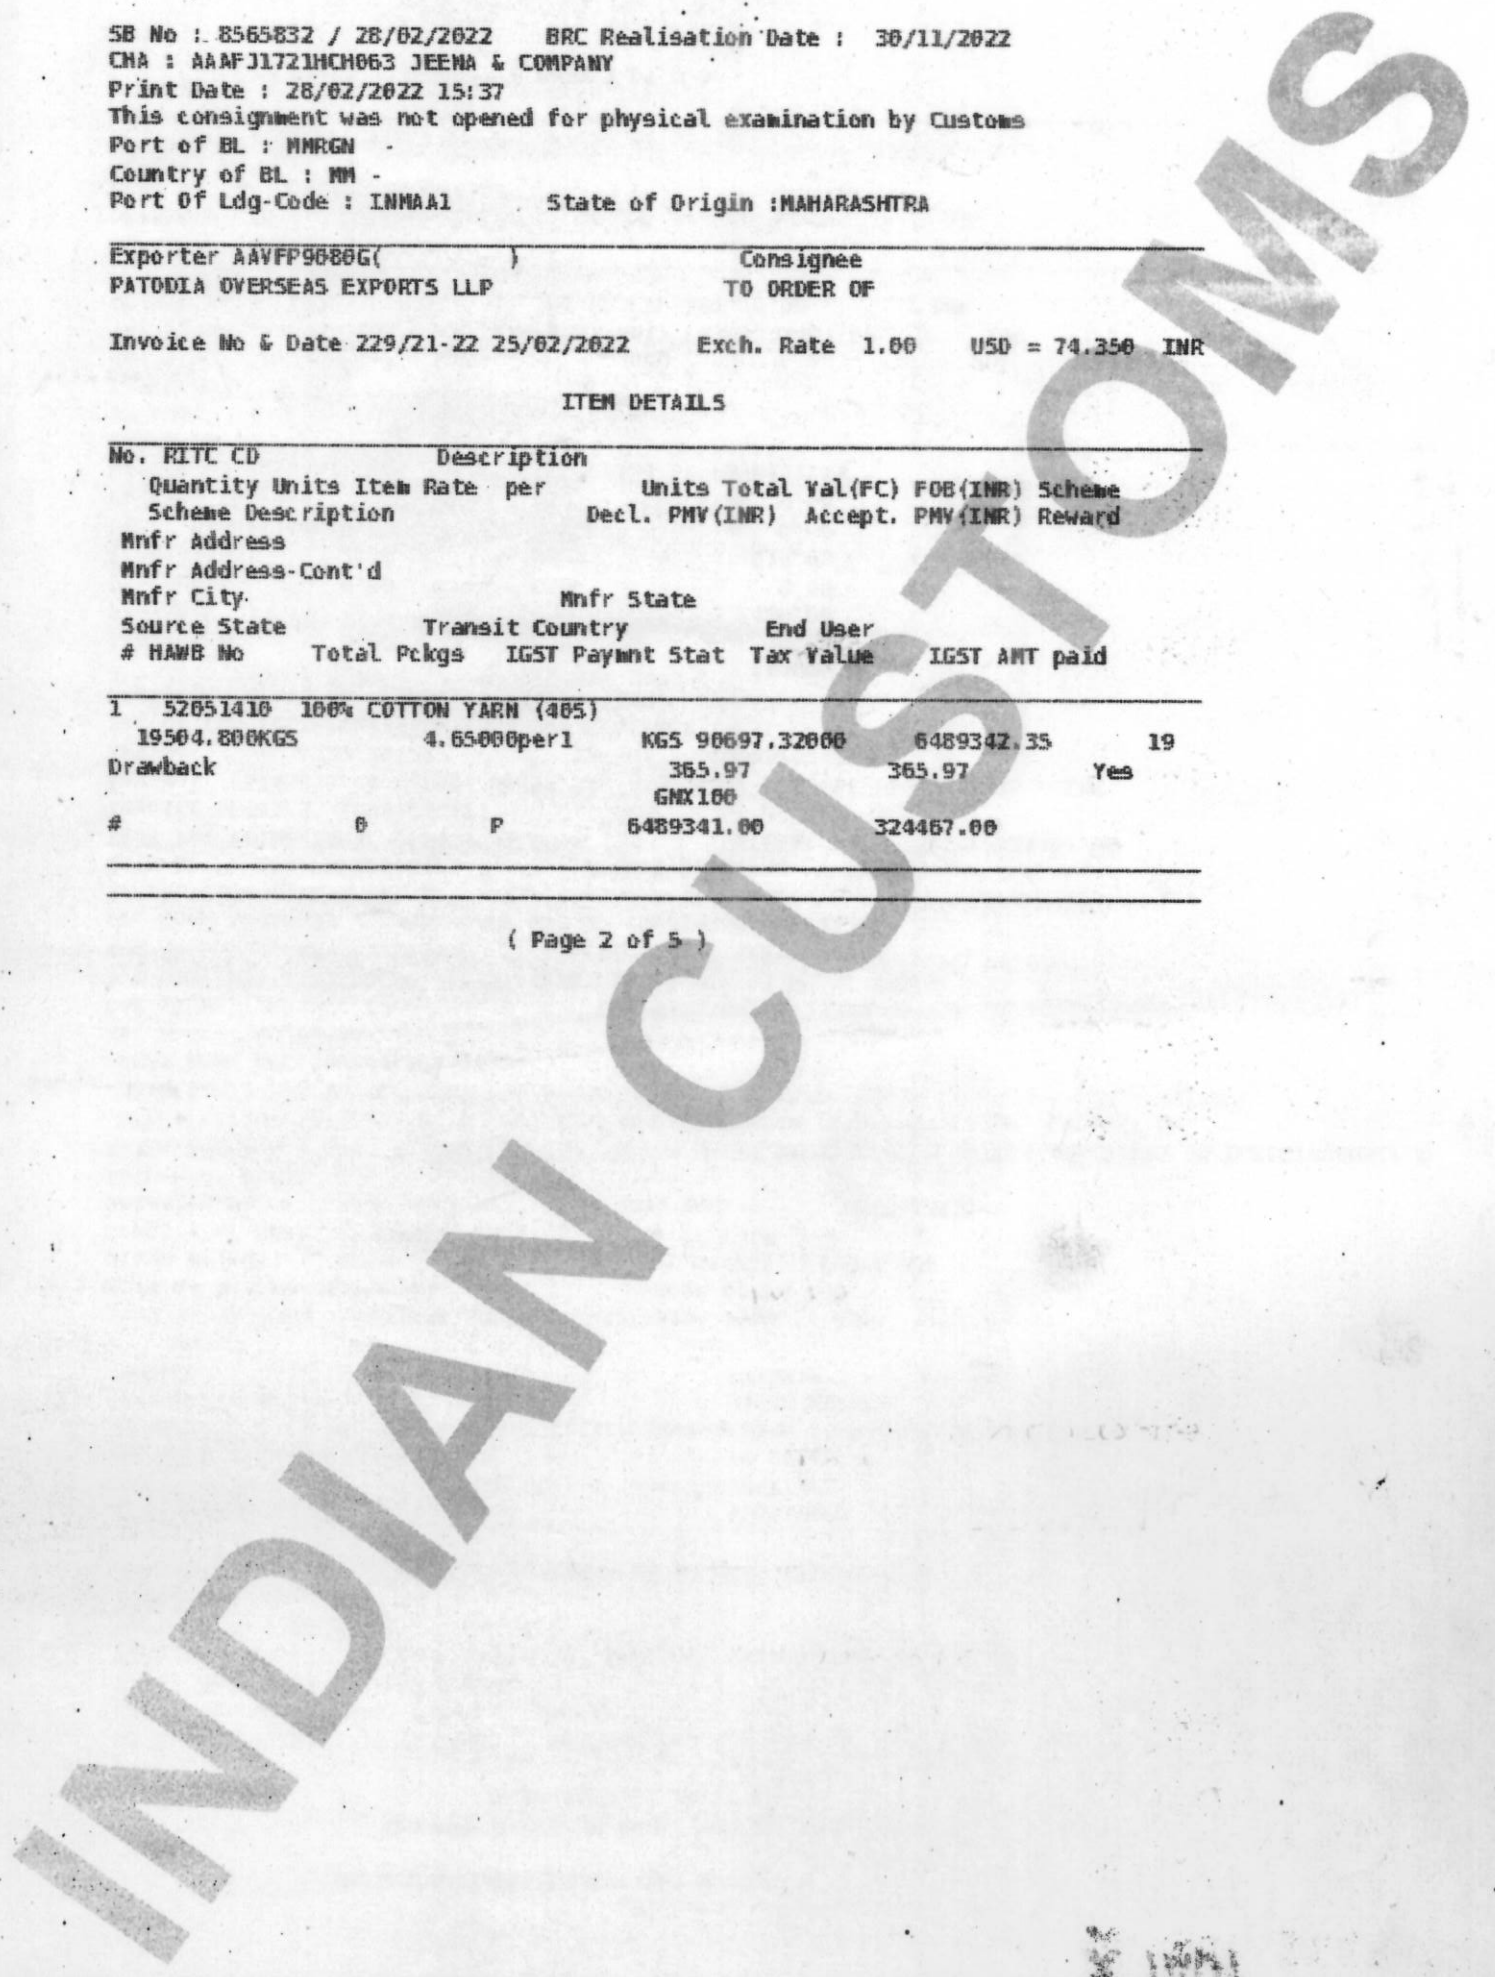 SB No : 8565832 / 28/02/2022 BRC Realisation Date : 30/11/2022
CHA : AAAFJ1721HCH063 JEENA & COMPANY
Print Date : 28/02/2022 15:37
This consignment was not opened for physical examination by Customs
Port of BL : MMRGN -
Country of BL : MM -
Port Of Ldg-Code : INMAA1 State of Origin :MAHARASHTRA
Exporter AAVFP9080G( ) Consignee
PATODIA OVERSEAS EXPORTS LLP TO ORDER OF
Invoice No & Date 229/21-22 25/02/2022 Exch. Rate 1.00 USD = 74.350 INR
ITEM DETAILS
No. RITC CD Description
Quantity Units Item Rate per Units Total Val(FC) FOB(INR) Scheme
Scheme Description Decl. PMV(INR) Accept. PMV(INR) Reward
Mnfr Address
Mnfr Address-Cont'd
Mnfr City Mnfr State
Source State Transit Country End User
# HAWB No Total Pckgs IGST Paymnt Stat Tax Value IGST AMT paid
1 52051410 100% COTTON YARN (40S)
19504.800KGS 4.65000per1 KGS 90697.32000 6489342.35 19
Drawback 365.97 365.97 Yes
GNX100
# 0 P 6489341.00 324467.00
( Page 2 of 5 )
INDIAN CUSTOMS